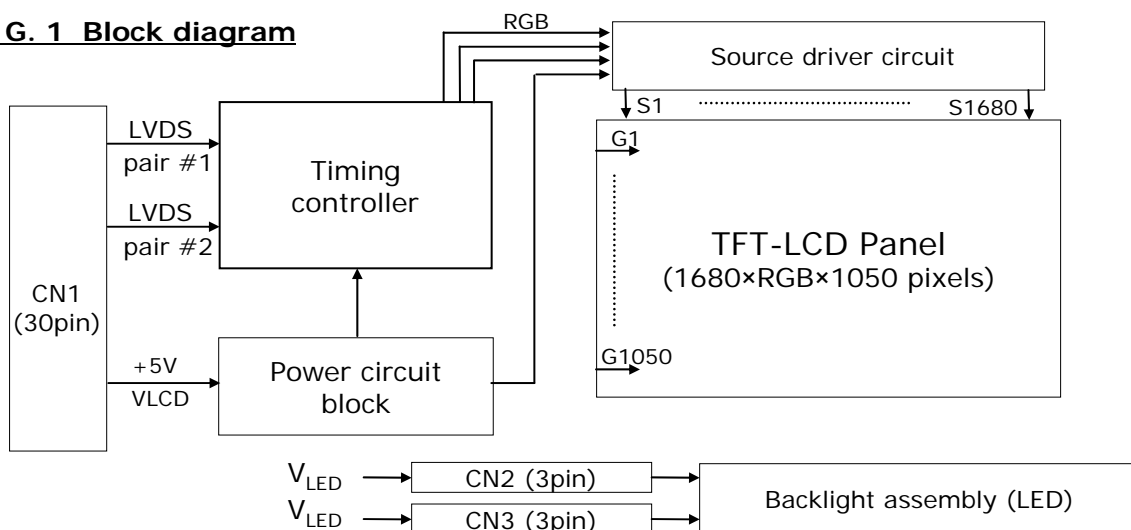 G. 1 Block diagram
RGB
Source driver circuit
S1
S1680
CN1
(30pin)
LVDS
pair #1
LVDS
pair #2
+5V
VLCD
Timing
controller
Power circuit
block
G1
G1050
TFT-LCD Panel
(1680×RGB×1050 pixels)
VLED
CN2 (3pin)
VLED
CN3 (3pin)
Backlight assembly (LED)